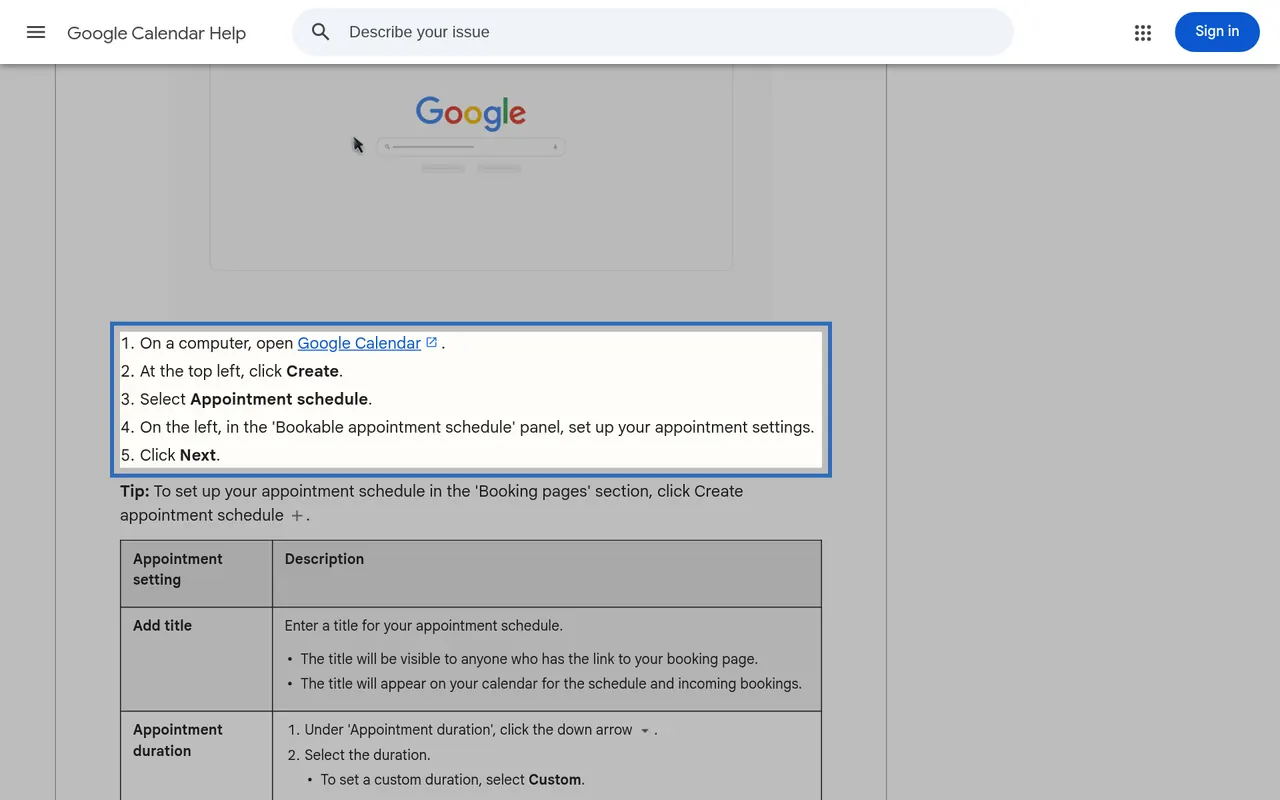 Google Calendar Help
Describe your issue
Sign in
Google
1. On a computer, open Google Calendar .
2. At the top left, click Create.
3. Select Appointment schedule.
4. On the left, in the 'Bookable appointment schedule' panel, set up your appointment settings.
5. Click Next.
Tip: To set up your appointment schedule in the 'Booking pages' section, click Create
appointment schedule + .
Appointment
setting
Description
Add title
Enter a title for your appointment schedule.
• The title will be visible to anyone who has the link to your booking page.
• The title will appear on your calendar for the schedule and incoming bookings.
Appointment
duration
1. Under 'Appointment duration', click the down arrow .
2. Select the duration.
• To set a custom duration, select Custom.